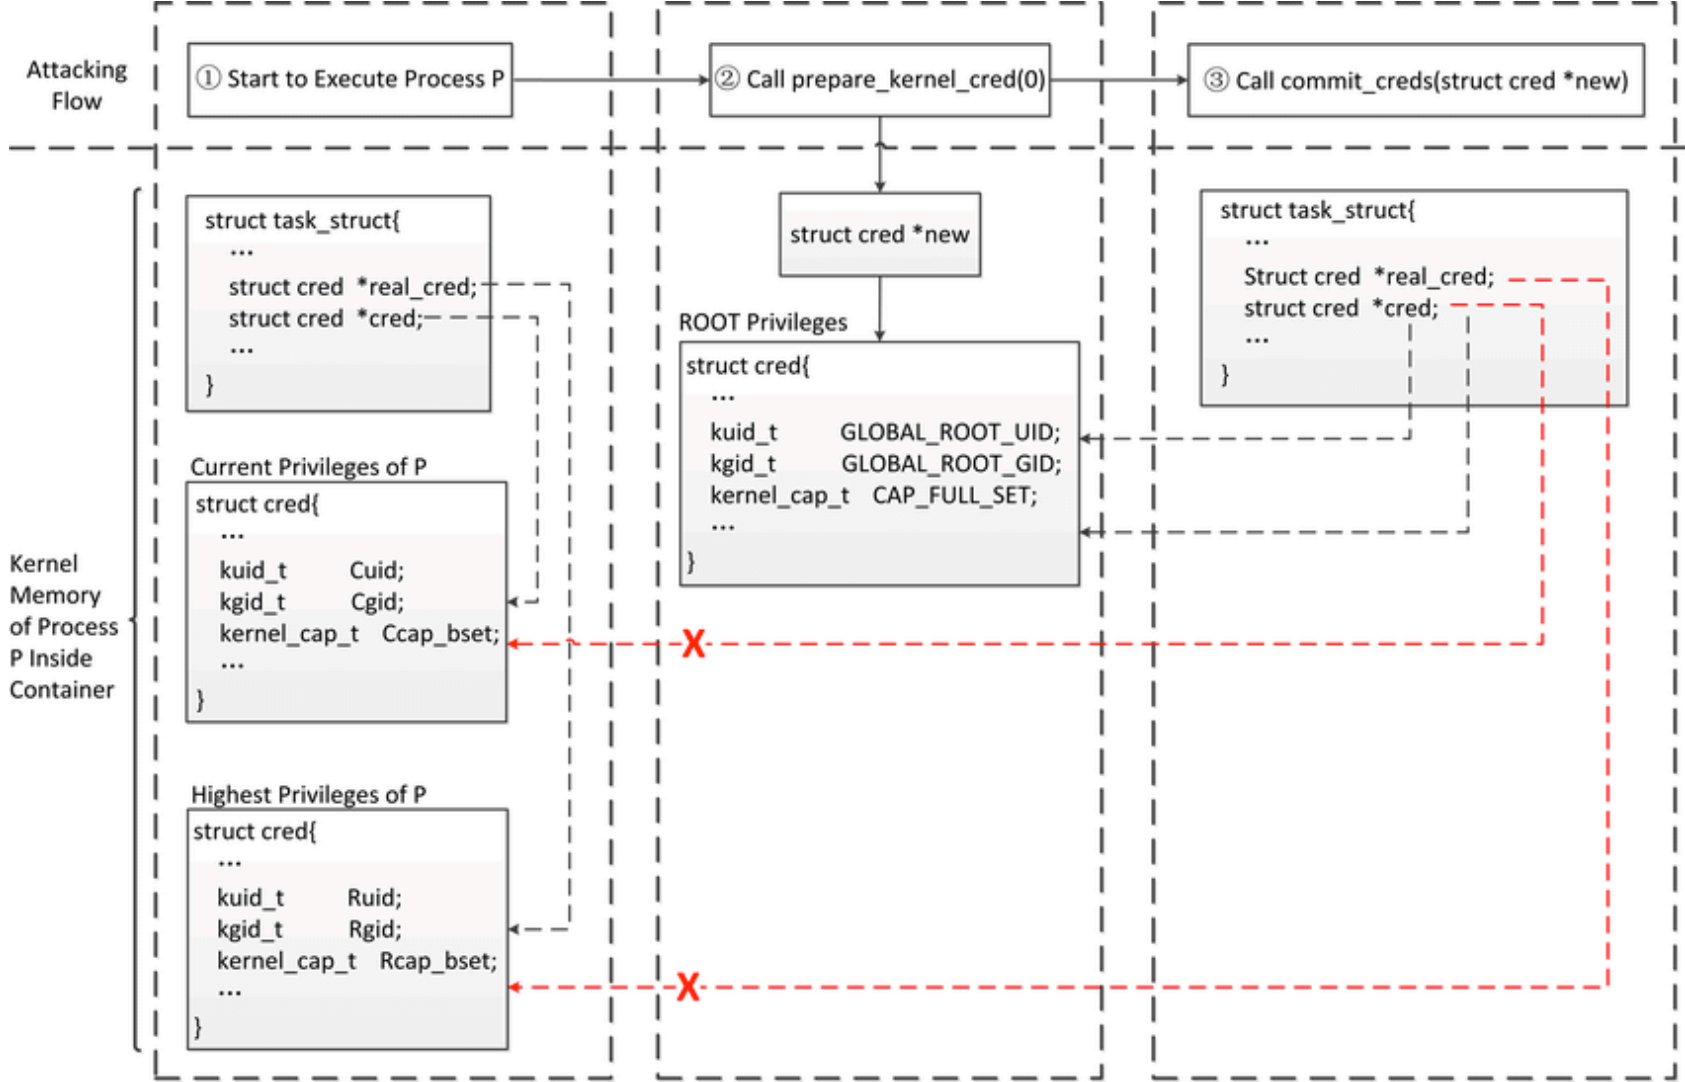 Attacking
Flow
① Start to Execute Process P
② Call prepare_kernel_cred(0)
③ Call commit_creds(struct cred *new)
Kernel
Memory
of Process
P Inside
Container
struct task_struct{
...
struct cred *real_cred;
struct cred *cred;
...
}
Current Privileges of P
struct cred{
...
kuid_t Cuid;
kgid_t Cgid;
kernel_cap_t Ccap_bset;
...
}
Highest Privileges of P
struct cred{
...
kuid_t Ruid;
kgid_t Rgid;
kernel_cap_t Rcap_bset;
...
}
struct cred *new
ROOT Privileges
struct cred{
...
kuid_t GLOBAL_ROOT_UID;
kgid_t GLOBAL_ROOT_GID;
kernel_cap_t CAP_FULL_SET;
...
}
X
X
struct task_struct{
...
Struct cred *real_cred;
struct cred *cred;
...
}